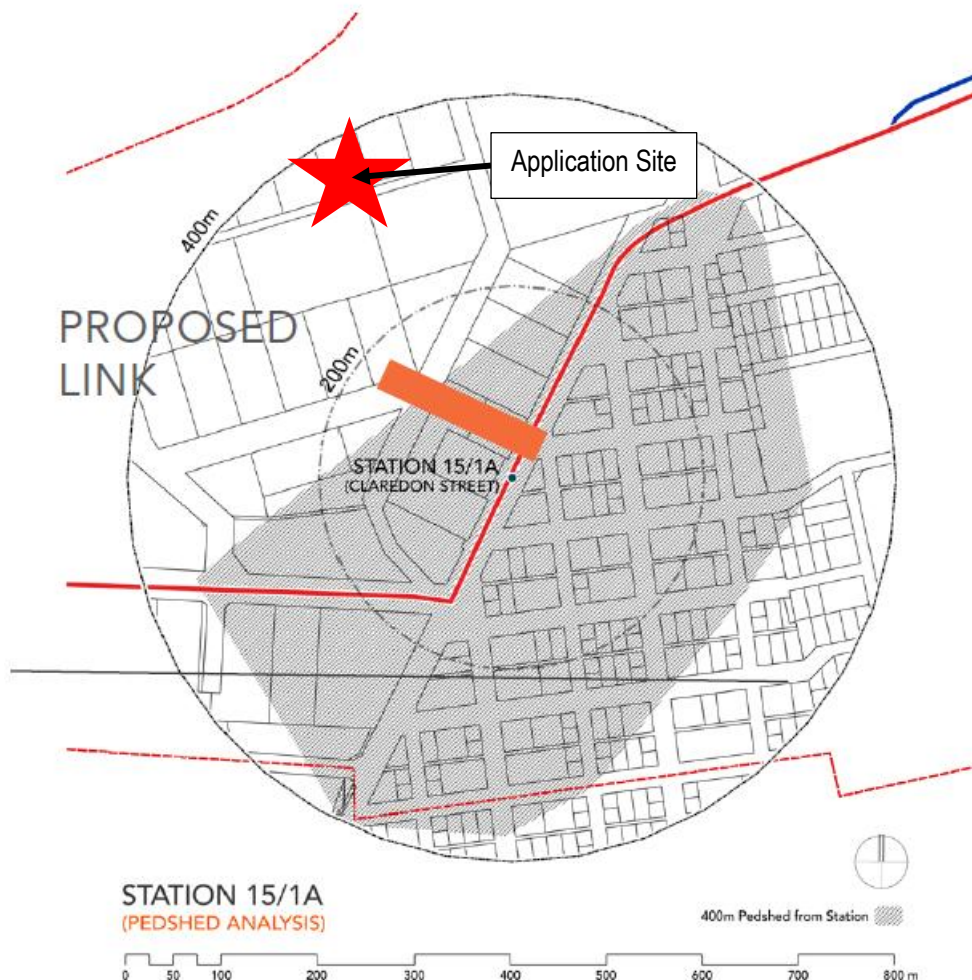 Application Site
400m
PROPOSED
LINK
200m
STATION 15/1A
(CLAREDON STREET)
STATION 15/1A
(PEDSHED ANALYSIS)
400m Pedshed from Station
0 50 100 200 300 400 500 600 700 800 m